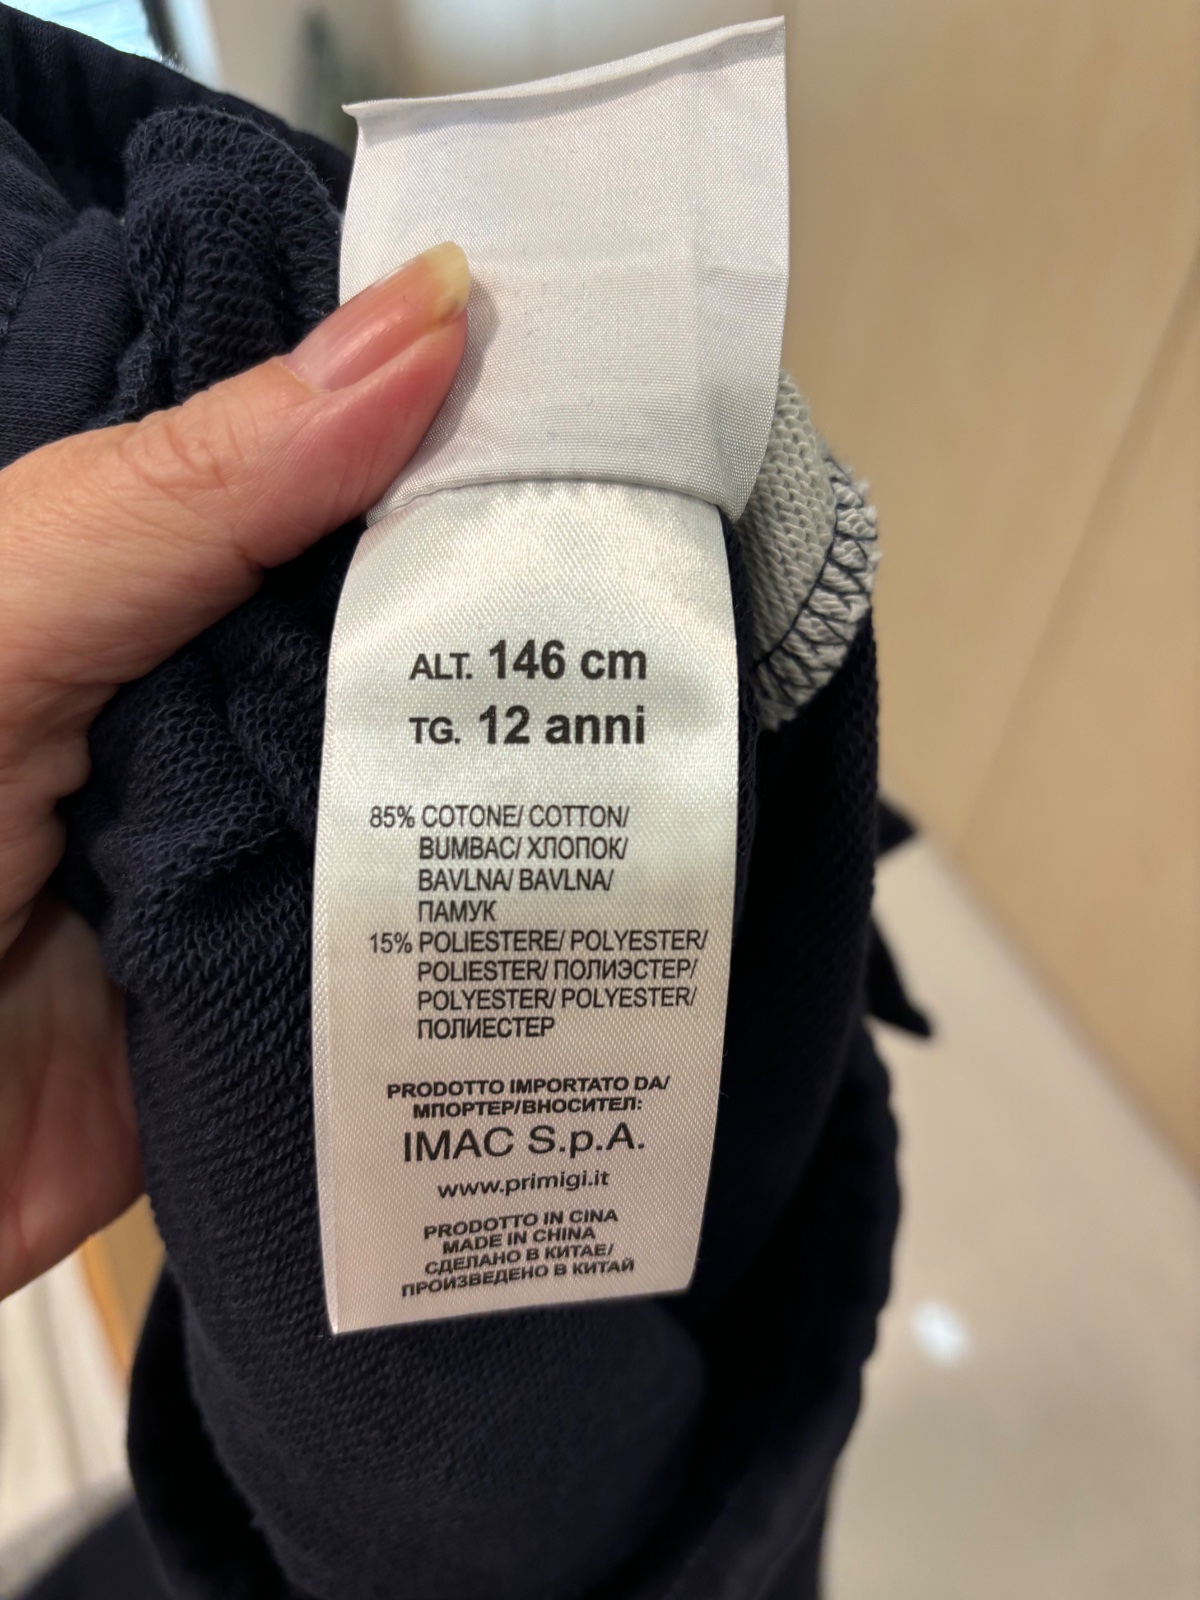 ALT. 146 cm
TG. 12 anni
85% COTONE/ COTTON/
BUMBAC/ ХЛОПОК/
BAVLNA/ BAVLNA/
ПАМУК
15% POLIESTERE/ POLYESTER/
POLIESTER/ ПОЛИЭСТЕР/
POLYESTER/ POLYESTER/
ПОЛИЕСТЕР
PRODOTTO IMPORTATO DA/
МПОРТЕР/ВНОСИТЕЛ:
IMAC S.p.A.
www.primigi.it
PRODOTTO IN CINA
MADE IN CHINA
СДЕЛАНО В КИТАЕ/
ПРОИЗВЕДЕНО В КИТАЙ